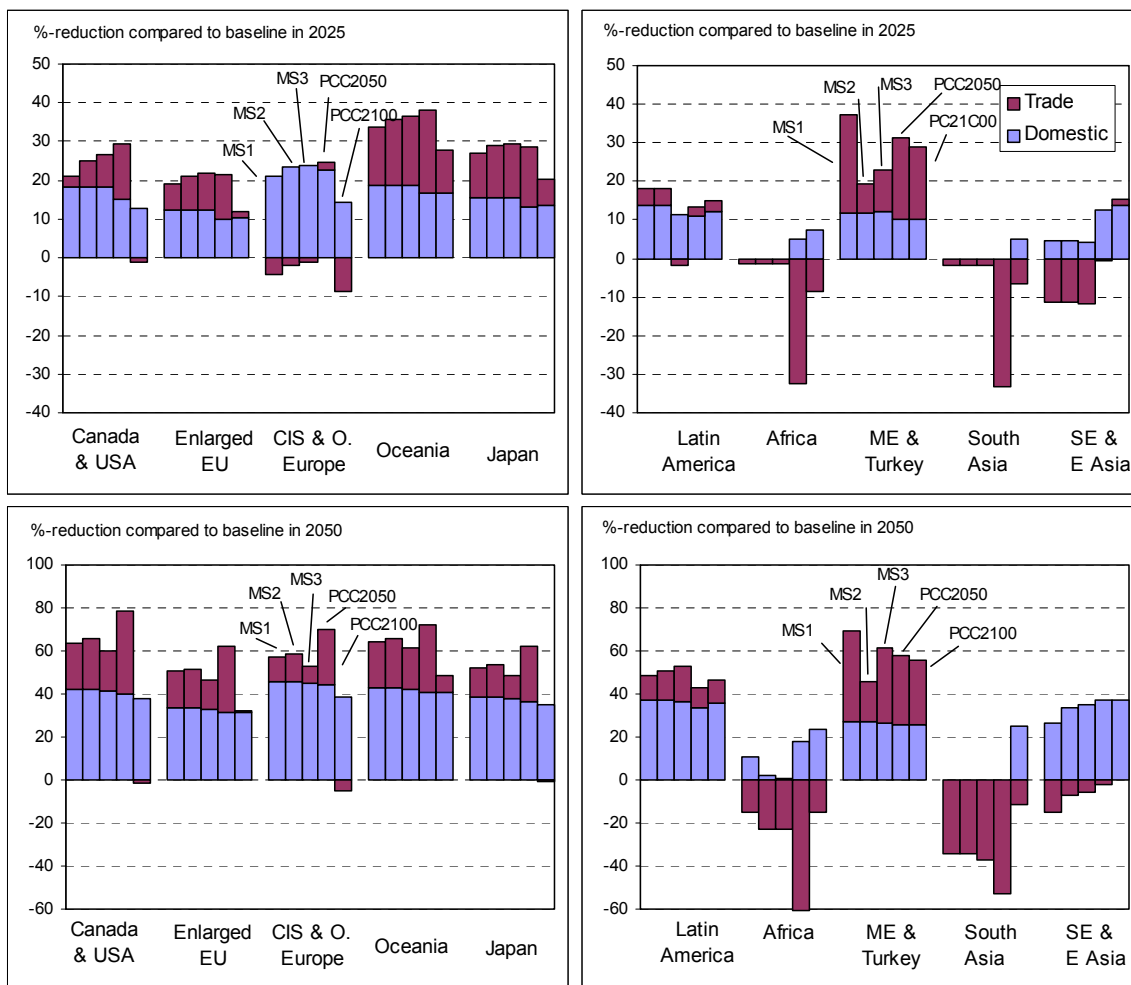 %-reduction compared to baseline in 2025
50
40
30
20
10
0
-10
-20
-30
-40
MS1
MS2
MS3
PCC2050
PCC2100
Canada
& USA
Enlarged
EU
CIS & O.
Europe
Oceania
Japan
%-reduction compared to baseline in 2025
50
40
30
20
10
0
-10
-20
-30
-40
MS1
MS2
MS3
PCC2050
PC21C00
Trade
Domestic
Latin
America
Africa
ME &
Turkey
South
Asia
SE &
E Asia
%-reduction compared to baseline in 2050
100
80
60
40
20
0
-20
-40
-60
MS1
MS2
MS3
PCC2050
PCC2100
Canada
& USA
Enlarged
EU
CIS & O.
Europe
Oceania
Japan
%-reduction compared to baseline in 2050
100
80
60
40
20
0
-20
-40
-60
MS1
MS2
MS3
PCC2050
PCC2100
Latin
America
Africa
ME &
Turkey
South
Asia
SE &
E Asia